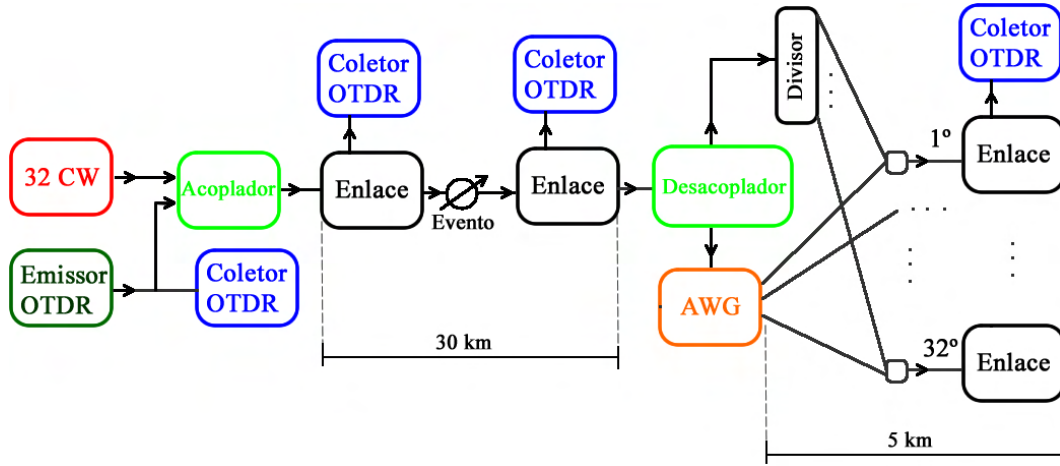 32 CW
Emissor
OTDR
Acoplador
Coletor
OTDR
Coletor
OTDR
Enlace
Evento
Coletor
OTDR
Enlace
30 km
Desacoplador
AWG
Divisor
1º
Coletor
OTDR
Enlace
32º
Enlace
5 km